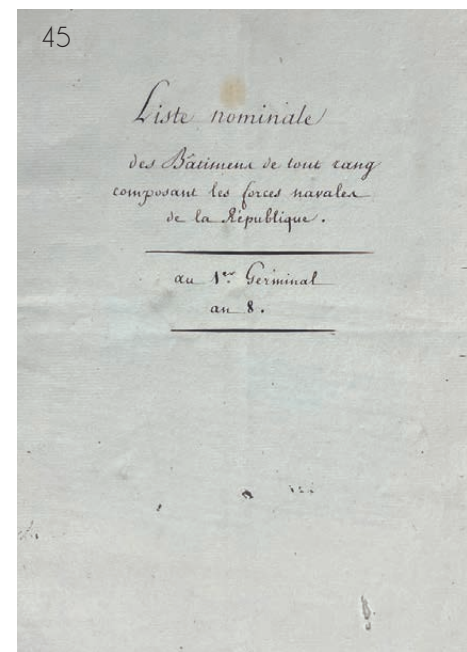 45
Liste nominale
des Bâtimens de tout rang
composant les forces navales
de la République.
au 1er Germinal
an 8.